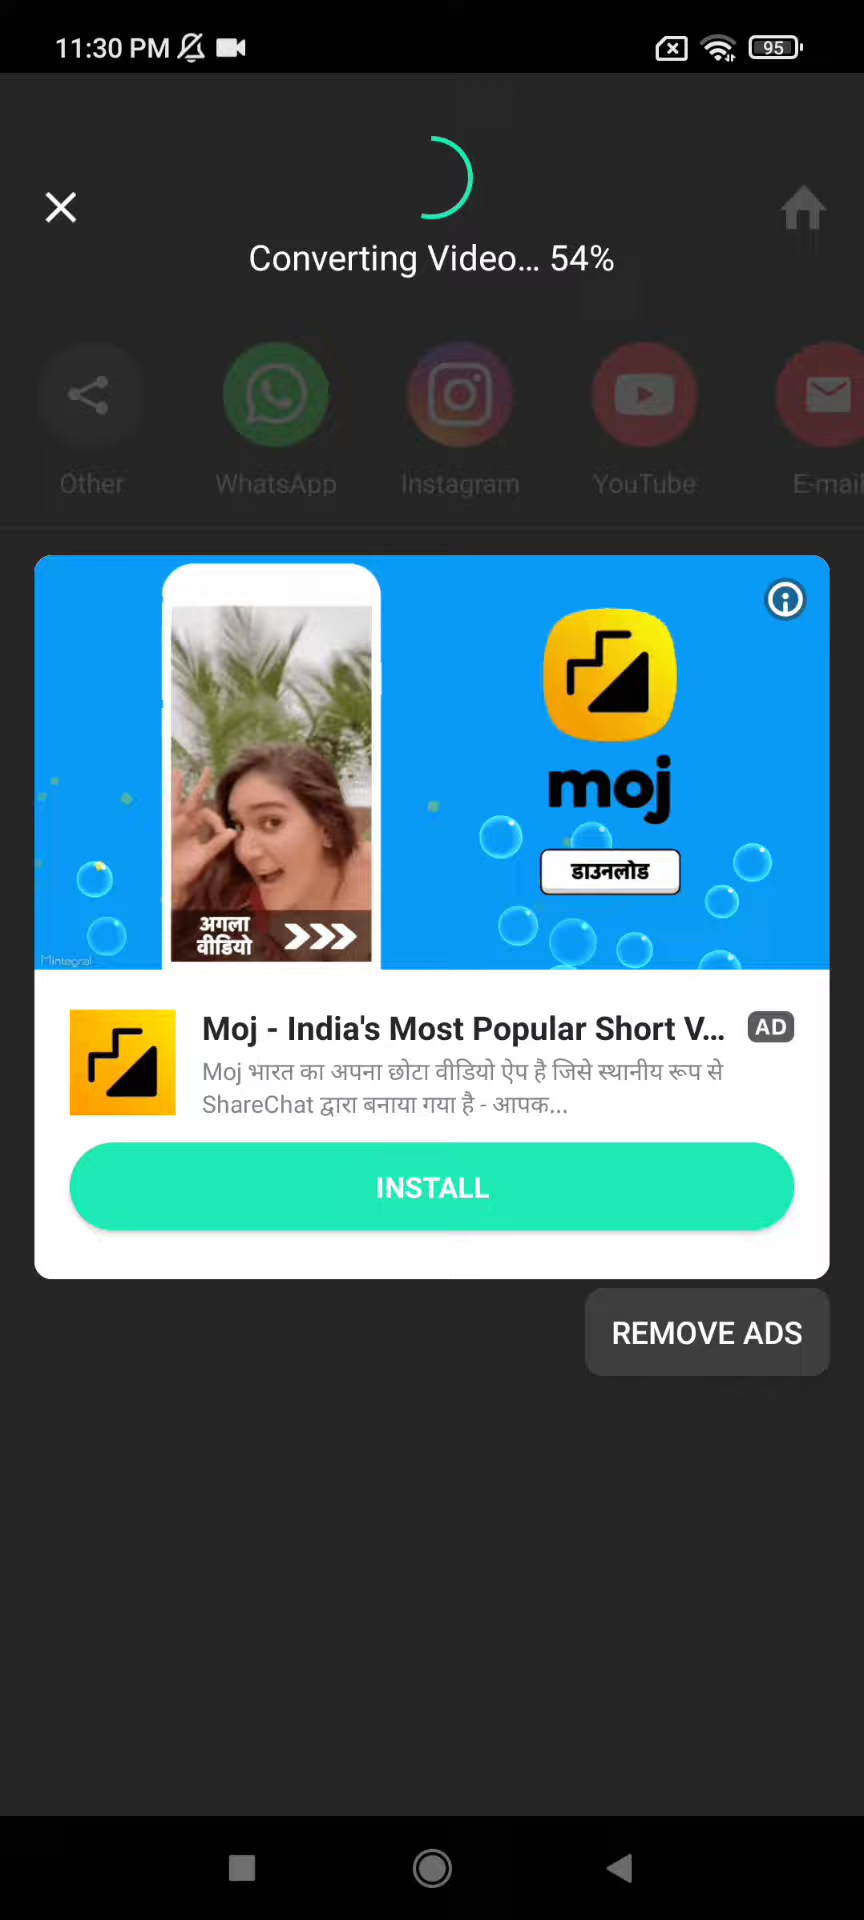 11:30 PM
95
Converting Video... 54%
Other
WhatsApp
Instagram
YouTube
E-mail
moj
डाउनलोड
अगला
वीडियो
Mintegral
Moj - India's Most Popular Short V...
AD
Moj भारत का अपना छोटा वीडियो ऐप है जिसे स्थानीय रूप से
ShareChat द्वारा बनाया गया है - आपक...
INSTALL
REMOVE ADS